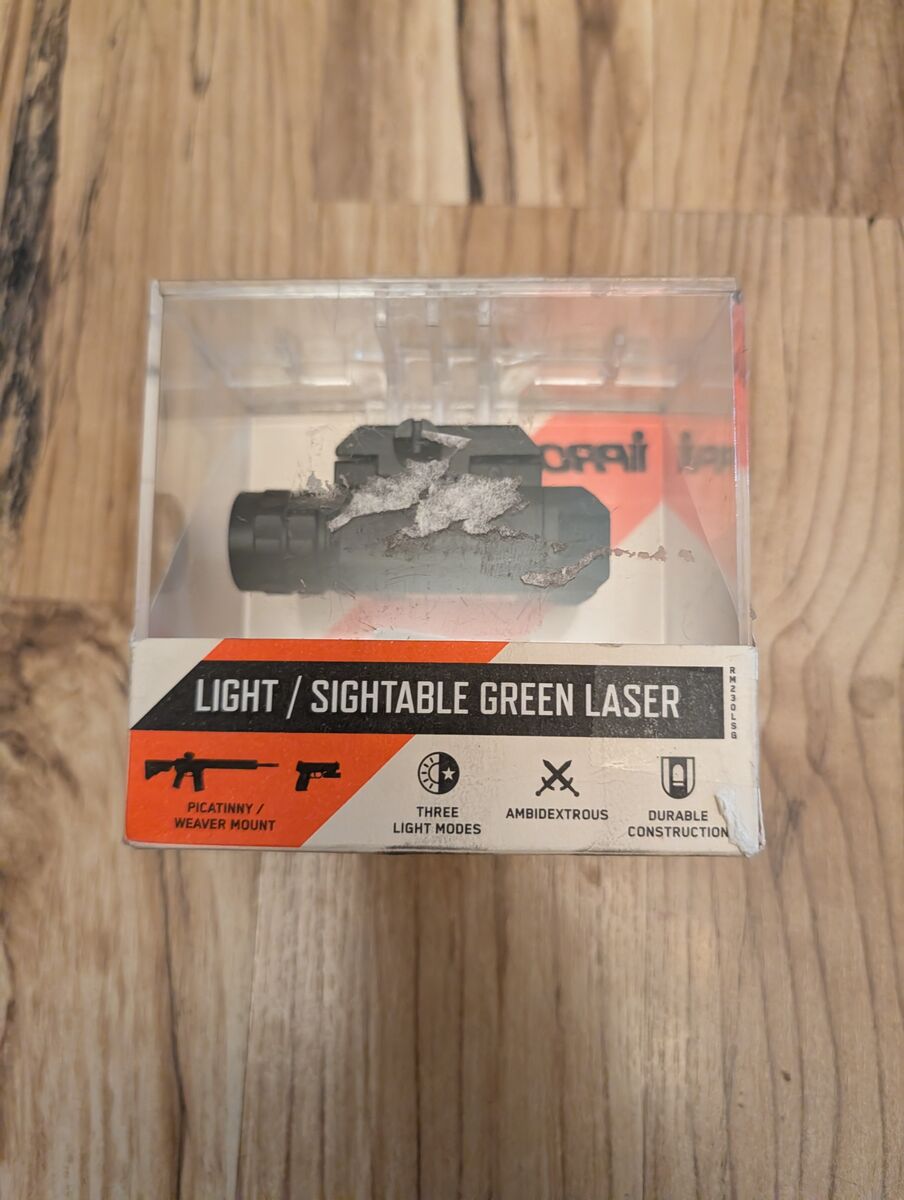 LIGHT / SIGHTABLE GREEN LASER
RM230LSG
PICATINNY /
WEAVER MOUNT
THREE
LIGHT MODES
AMBIDEXTROUS
DURABLE
CONSTRUCTION